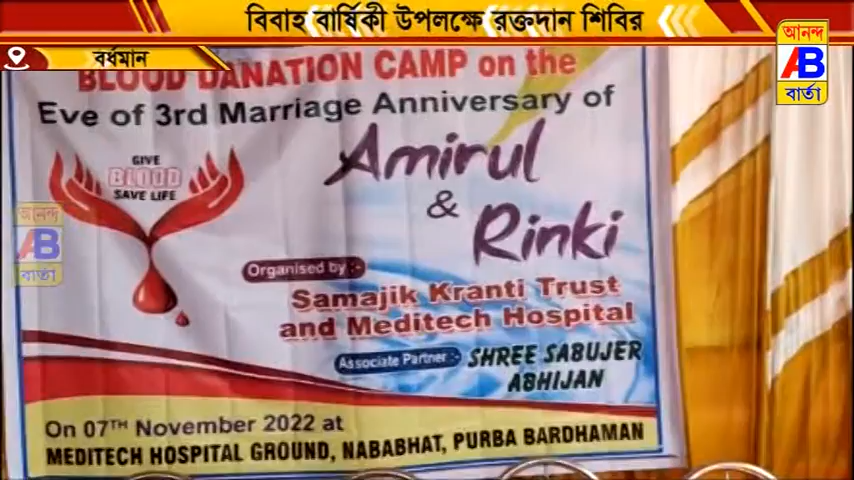 বিবাহ বার্ষিকী উপলক্ষে রক্তদান শিবির
বর্ধমান
আনন্দ
AB
বার্তা
BLOOD DANATION CAMP on the
Eve of 3rd Marriage Anniversary of
GIVE
BLOOD
SAVE LIFE
Amirul
&
Rinki
আনন্দ
AB
বার্তা
Organised by :-
Samajik Kranti Trust
and Meditech Hospital
Associate Partner :-
SHREE SABUJER
ABHIJAN
On 07TH November 2022 at
MEDITECH HOSPITAL GROUND, NABABHAT, PURBA BARDHAMAN